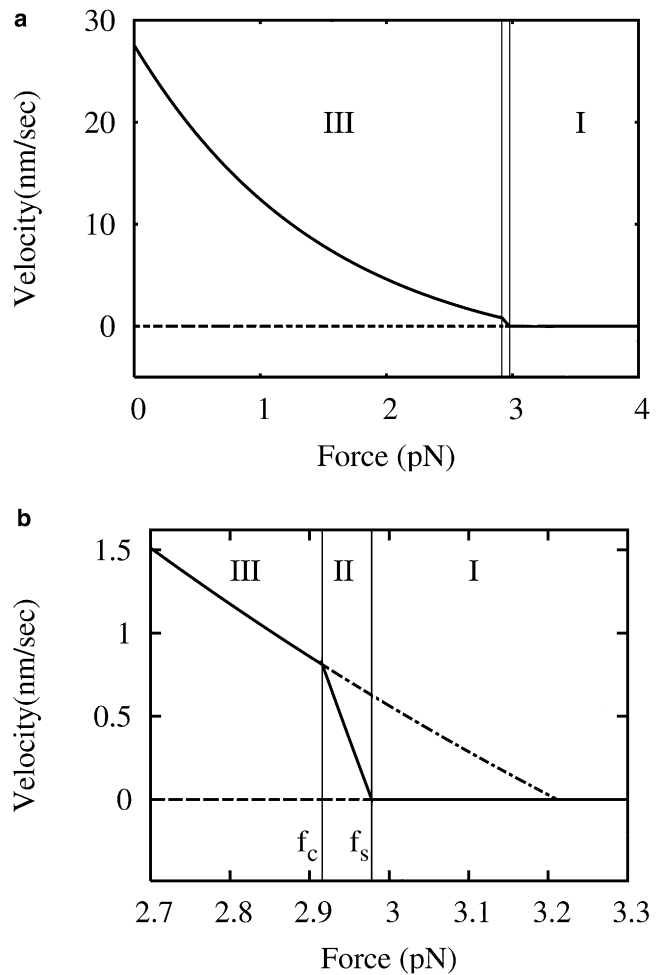 a
30
20
10
0
Velocity(nm/sec)
III
I
0 1 2 3 4
Force (pN)
b
1.5
1
0.5
0
Velocity(nm/sec)
III II I
f_c f_s
2.7 2.8 2.9 3 3.1 3.2 3.3
Force (pN)